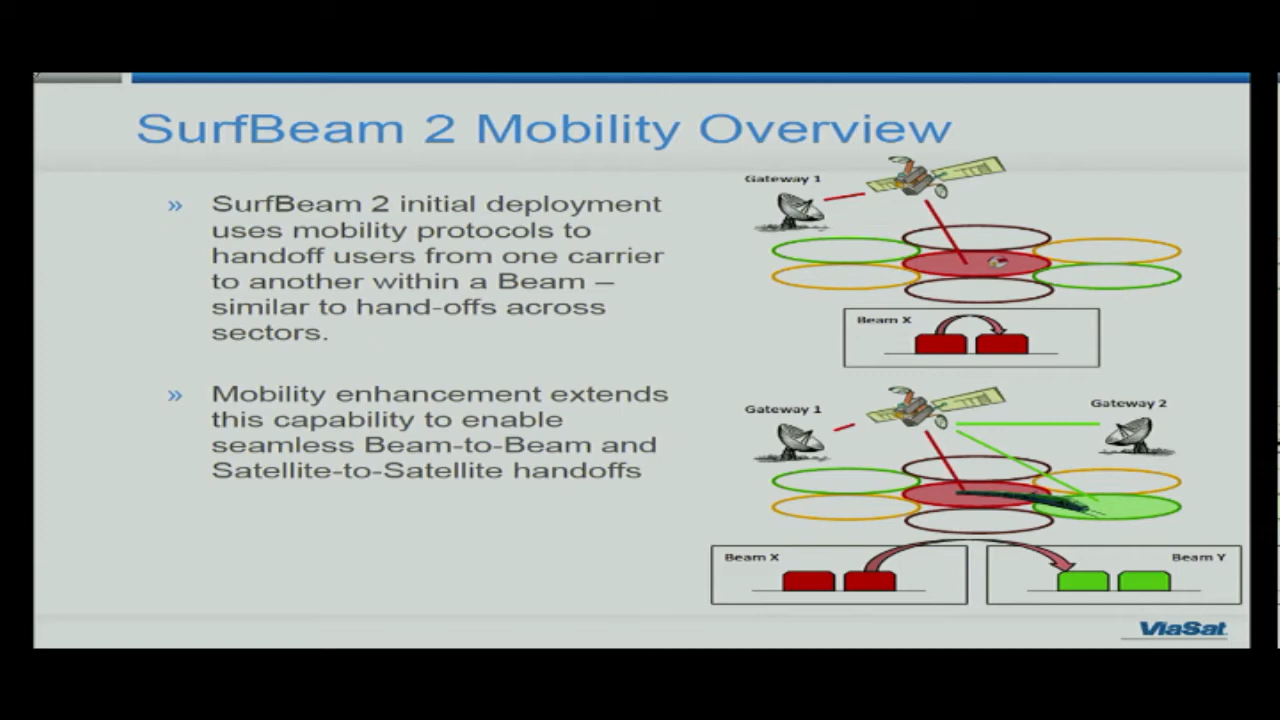 SurfBeam 2 Mobility Overview
» SurfBeam 2 initial deployment
uses mobility protocols to
handoff users from one carrier
to another within a Beam –
similar to hand-offs across
sectors.
» Mobility enhancement extends
this capability to enable
seamless Beam-to-Beam and
Satellite-to-Satellite handoffs
Gateway 1
Beam X
Gateway 1
Gateway 2
Beam X
Beam Y
ViaSat